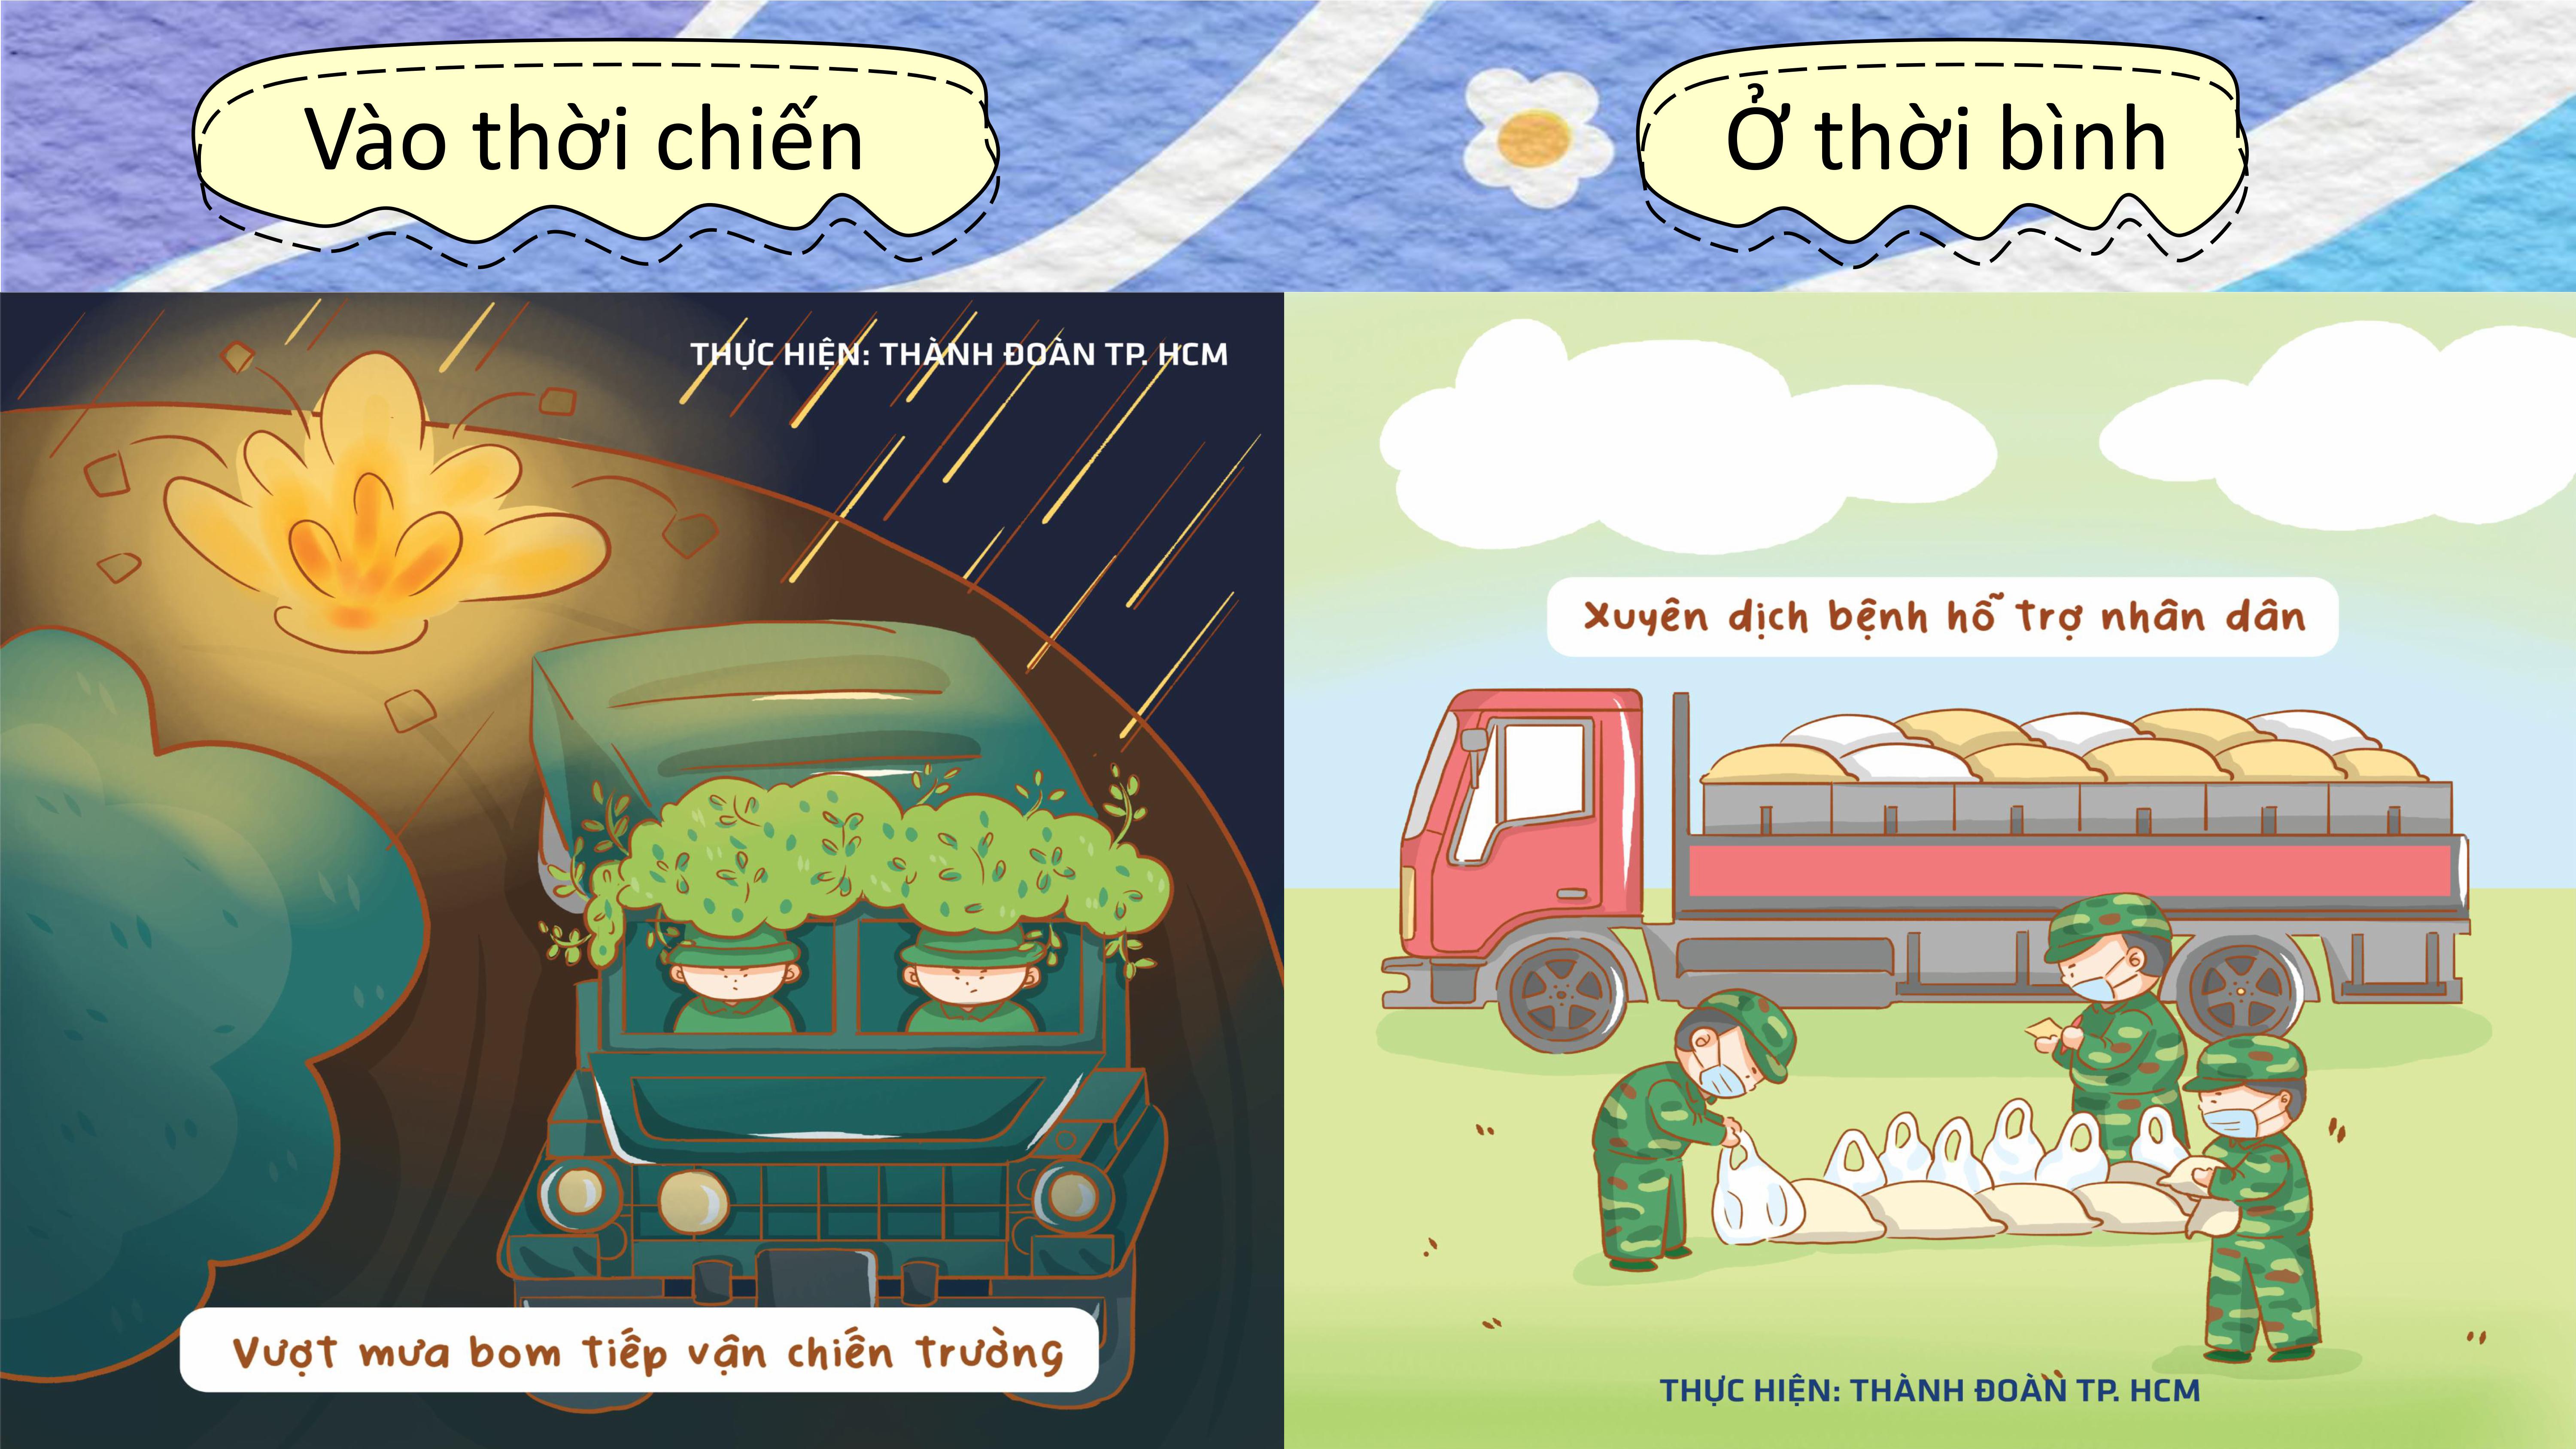 Vào thời chiến
Ở thời bình
THỰC HIỆN: THÀNH ĐOÀN TP. HCM
Xuyên dịch bệnh hỗ trợ nhân dân
Vượt mưa bom tiếp vận chiến trường
THỰC HIỆN: THÀNH ĐOÀN TP. HCM